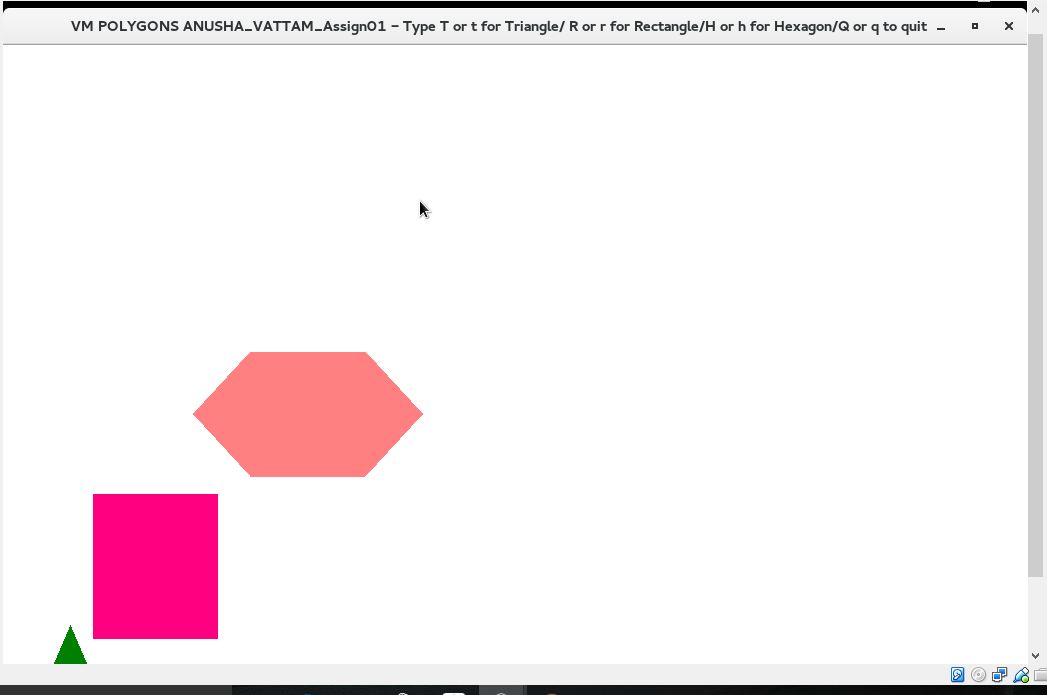 VM POLYGONS ANUSHA_VATTAM_Assign01 – Type T or t for Triangle/ R or r for Rectangle/H or h for Hexagon/Q or q to quit